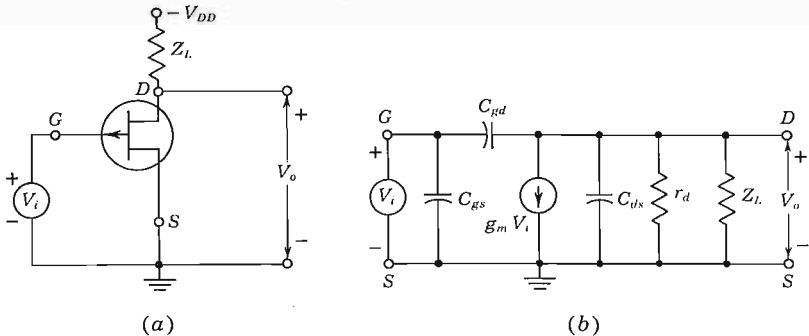 − V_DD
Z_L
D
G
+
V_i
−
S
+
V_o
−
(a)
G
C_gd
D
+
V_i
−
C_gs
g_m V_i
C_ds
r_d
Z_L
+
V_o
−
S
S
(b)